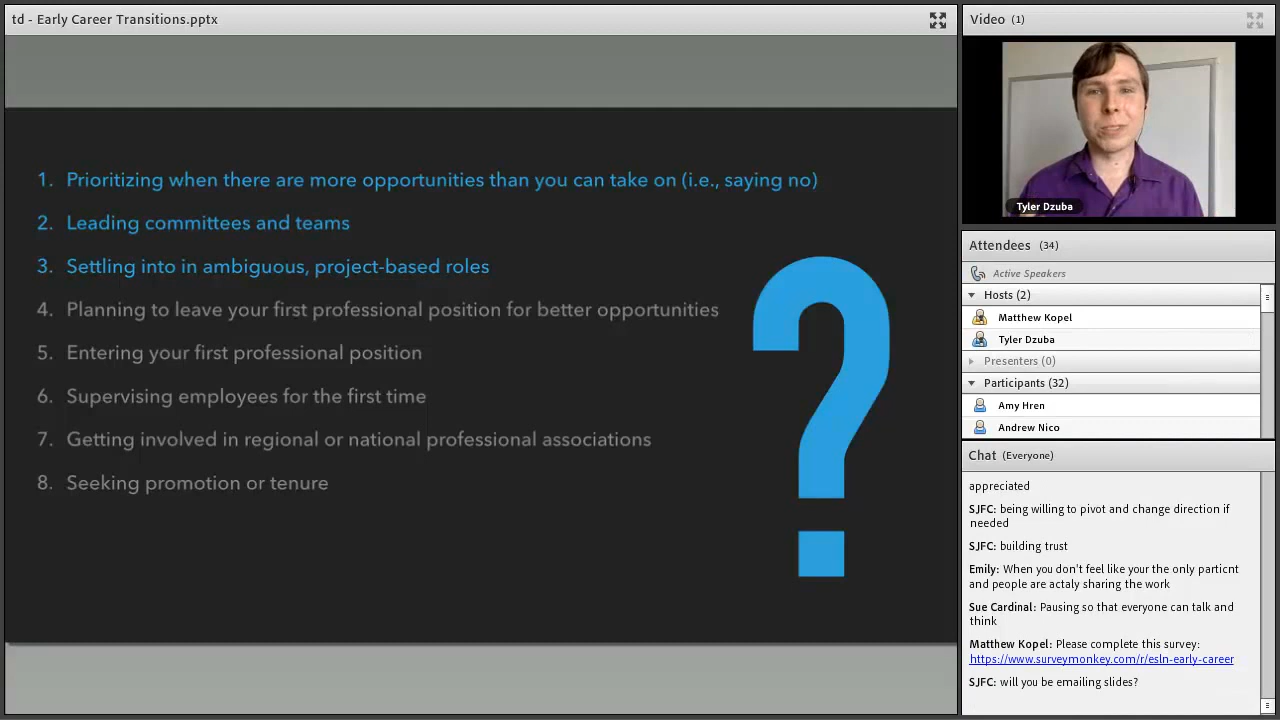 td - Early Career Transitions.pptx
1. Prioritizing when there are more opportunities than you can take on (i.e., saying no)
2. Leading committees and teams
3. Settling into in ambiguous, project-based roles
4. Planning to leave your first professional position for better opportunities
5. Entering your first professional position
6. Supervising employees for the first time
7. Getting involved in regional or national professional associations
8. Seeking promotion or tenure
?
Video (1)
Tyler Dzuba
Attendees (34)
Active Speakers
Hosts (2)
Matthew Kopel
Tyler Dzuba
Presenters (0)
Participants (32)
Amy Hren
Andrew Nico
Chat (Everyone)
appreciated
SJFC: being willing to pivot and change direction if
needed
SJFC: building trust
Emily: When you don't feel like your the only particnt
and people are actaly sharing the work
Sue Cardinal: Pausing so that everyone can talk and
think
Matthew Kopel: Please complete this survey:
https://www.surveymonkey.com/r/esln-early-career
SJFC: will you be emailing slides?